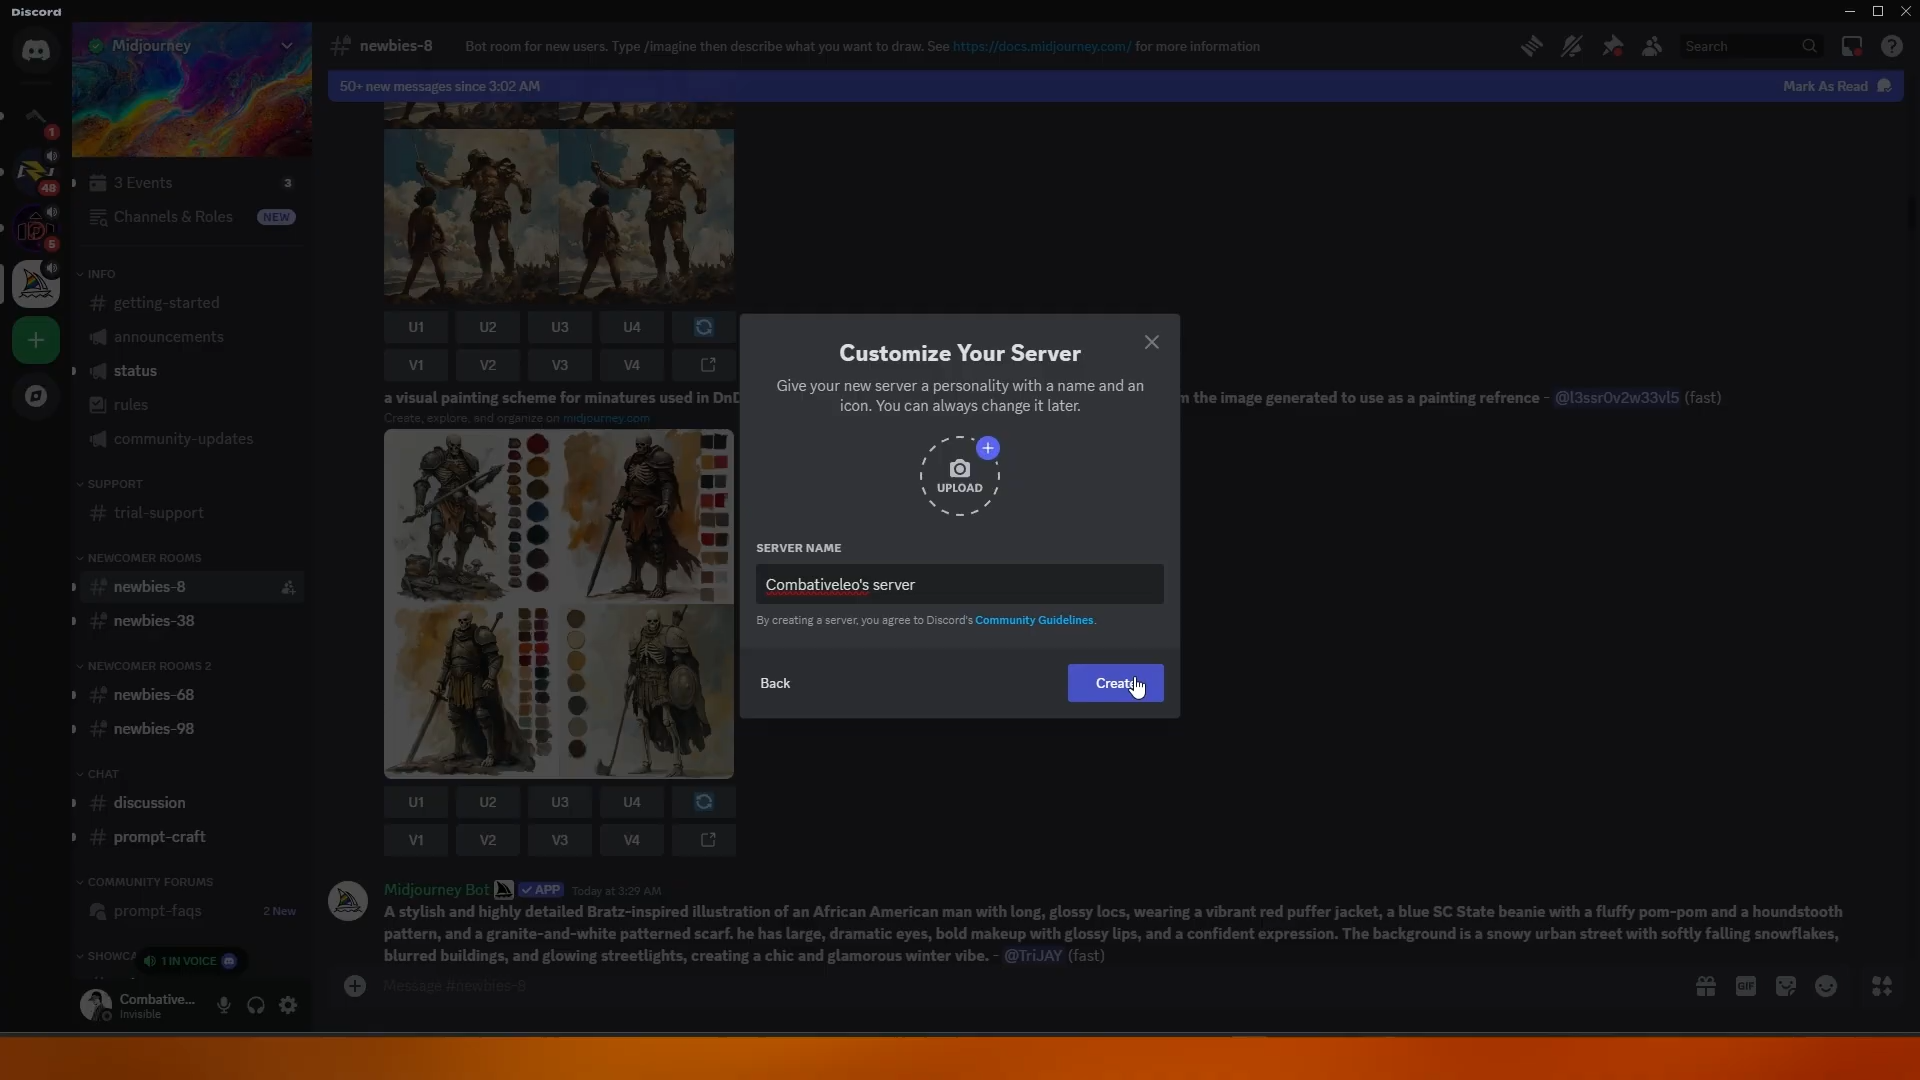 Discord
Midjourney
newbies-8
Bot room for new users. Type /imagine then describe what you want to draw. See https://docs.midjourney.com/ for more information
Search
50+ new messages since 3:02 AM
Mark As Read
1
48
5
3 Events
3
Channels & Roles
NEW
INFO
getting-started
announcements
status
rules
community-updates
SUPPORT
trial-support
NEWCOMER ROOMS
newbies-8
newbies-38
NEWCOMER ROOMS 2
newbies-68
newbies-98
CHAT
discussion
prompt-craft
COMMUNITY FORUMS
prompt-faqs
2 New
SHOWCA
1 IN VOICE
Combative...
Invisible
U1 U2 U3 U4
V1 V2 V3 V4
a visual painting scheme for minatures used in DnD
m the image generated to use as a painting refrence - @l3ssr0v2w33vl5 (fast)
Create, explore, and organize on midjourney.com
U1 U2 U3 U4
V1 V2 V3 V4
Midjourney Bot APP Today at 3:29 AM
A stylish and highly detailed Bratz-inspired illustration of an African American man with long, glossy locs, wearing a vibrant red puffer jacket, a blue SC State beanie with a fluffy pom-pom and a houndstooth
pattern, and a granite-and-white patterned scarf. he has large, dramatic eyes, bold makeup with glossy lips, and a confident expression. The background is a snowy urban street with softly falling snowflakes,
blurred buildings, and glowing streetlights, creating a chic and glamorous winter vibe. - @TriJAY (fast)
Message #newbies-8
GIF
Customize Your Server
Give your new server a personality with a name and an
icon. You can always change it later.
UPLOAD
SERVER NAME
Combativeleo's server
By creating a server, you agree to Discord's Community Guidelines.
Back
Create